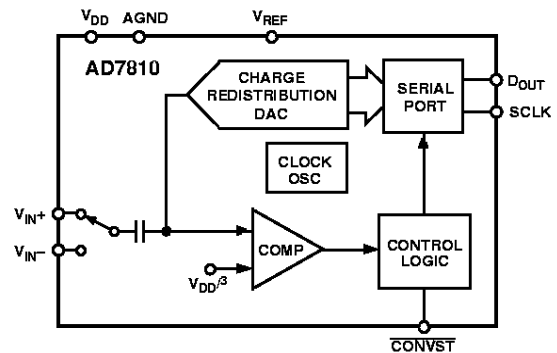 VDD AGND VREF
AD7810
CHARGE
REDISTRIBUTION
DAC
SERIAL
PORT
DOUT
SCLK
CLOCK
OSC
VIN+
VIN–
COMP
VDD/3
CONTROL
LOGIC
CONVST